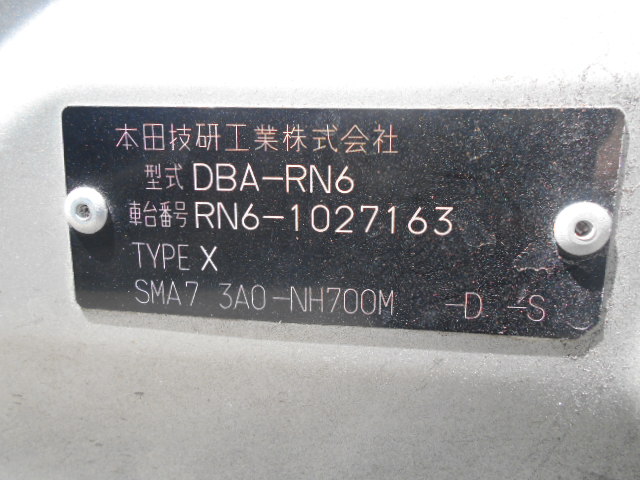 本田技研工業株式会社
型式 DBA-RN6
車台番号 RN6-1027163
TYPE X
SMA7 3A0-NH700M -D -S